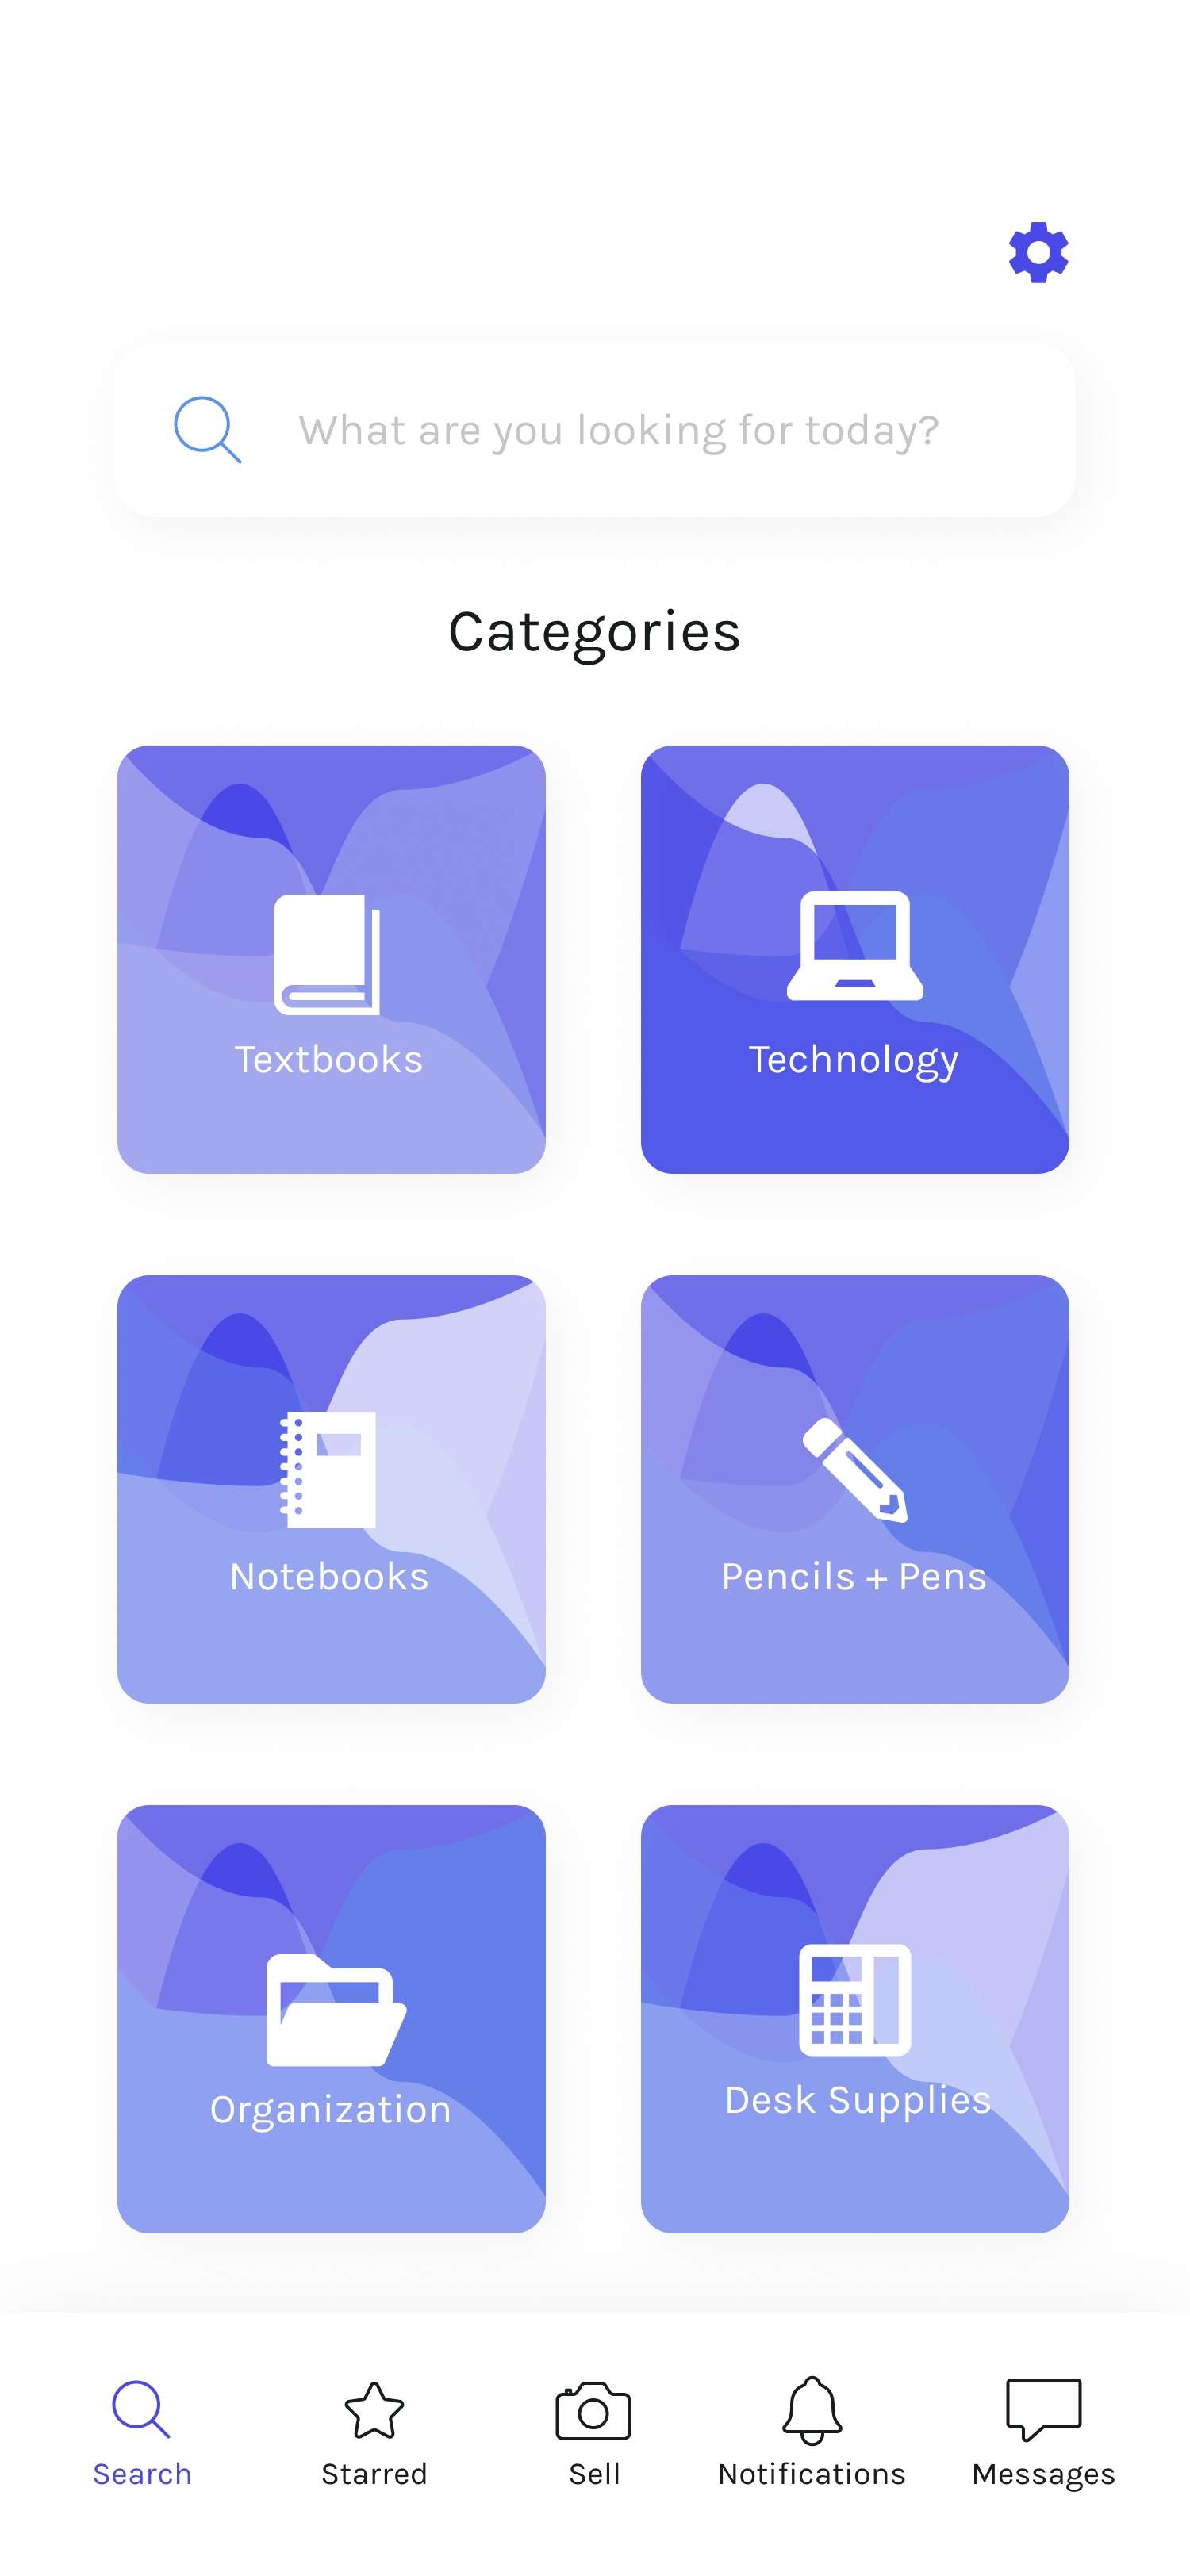 What are you looking for today?
Categories
Textbooks
Technology
Notebooks
Pencils + Pens
Organization
Desk Supplies
Search
Starred
Sell
Notifications
Messages